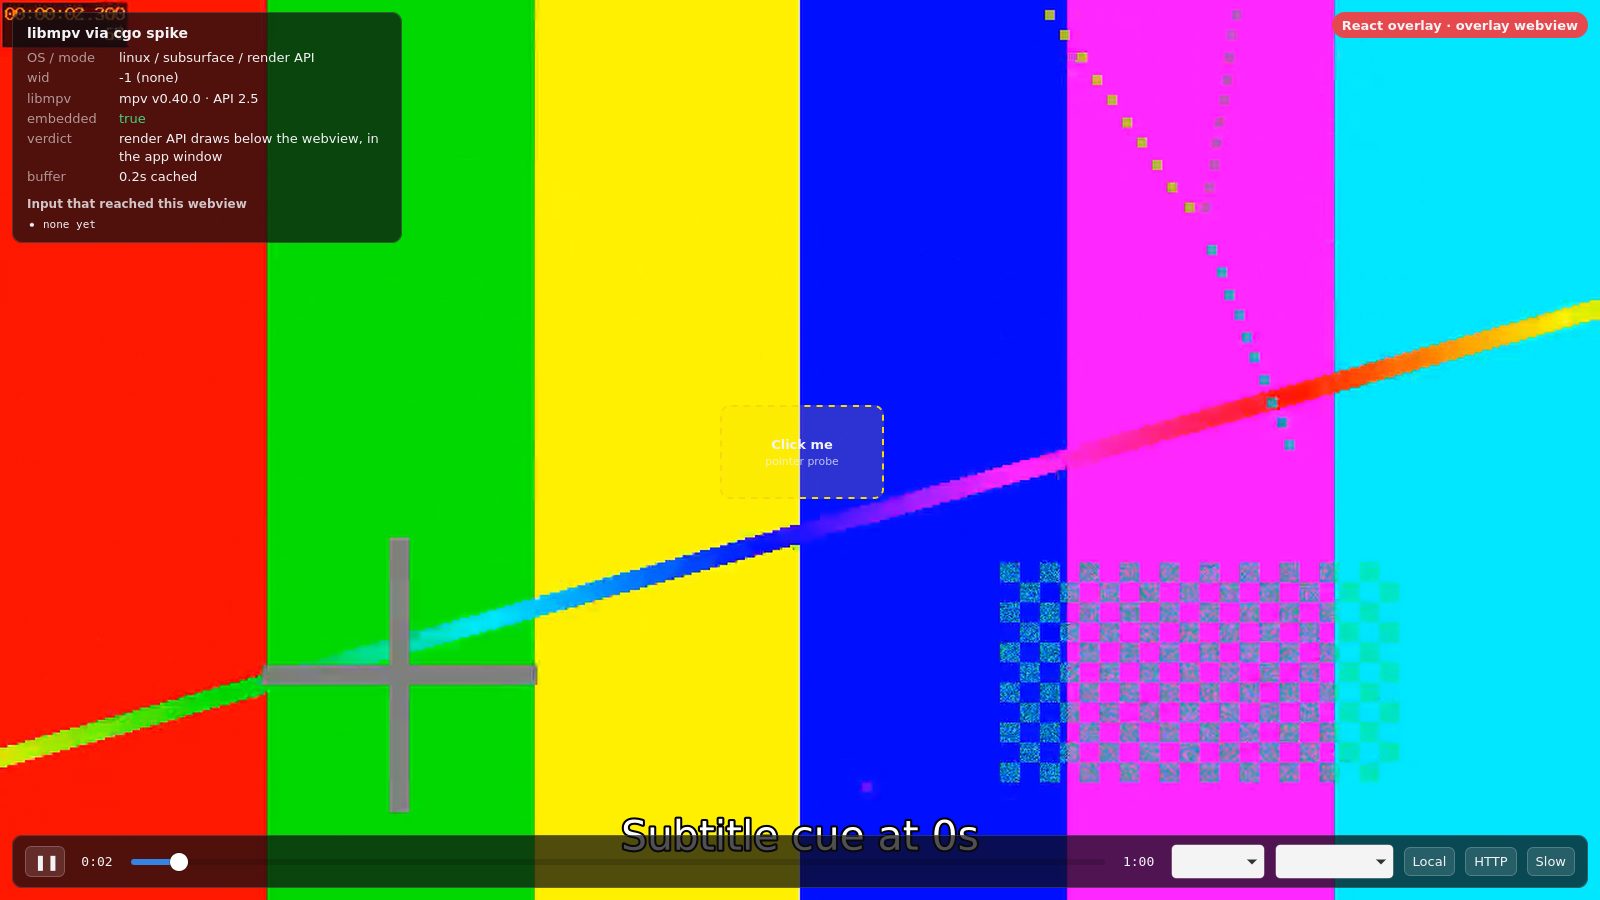 00:00:02.369
libmpv via cgo spike
React overlay · overlay webview
OS / mode linux / subsurface / render API
wid -1 (none)
libmpv mpv v0.40.0 · API 2.5
embedded true
verdict render API draws below the webview, in
the app window
buffer 0.2s cached
Input that reached this webview
• none yet
Click me
pointer probe
Subtitle cue at 0s
0:02 1:00 Local HTTP Slow